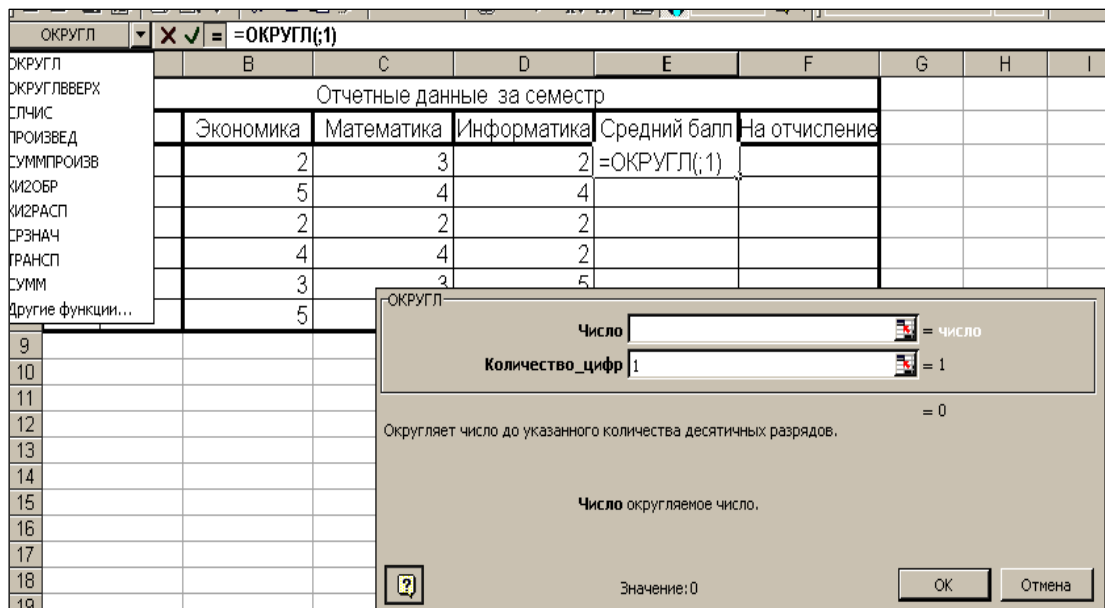 ОКРУГЛ = =ОКРУГЛ(;1)
B C D E F G H I
ОКРУГЛ
ОКРУГЛВВЕРХ
СЛЧИС
ПРОИЗВЕД
СУММПРОИЗВ
ХИ2ОБР
ХИ2РАСП
СРЗНАЧ
ТРАНСП
СУММ
Другие функции...
Отчетные данные за семестр
Экономика Математика Информатика Средний балл На отчисление
2 3 2 =ОКРУГЛ(;1)
5 4 4
2 2 2
4 4 2
3 3 5
5
9
10
11
12
13
14
15
16
17
18
19
ОКРУГЛ
Число = число
Количество_цифр 1 = 1
= 0
Округляет число до указанного количества десятичных разрядов.
Число округляемое число.
? Значение:0 ОК Отмена